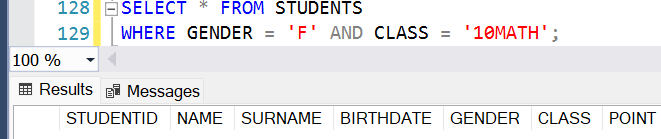 128 SELECT * FROM STUDENTS
129 WHERE GENDER = 'F' AND CLASS = '10MATH';
100 %
Results Messages
STUDENTID NAME SURNAME BIRTHDATE GENDER CLASS POINT